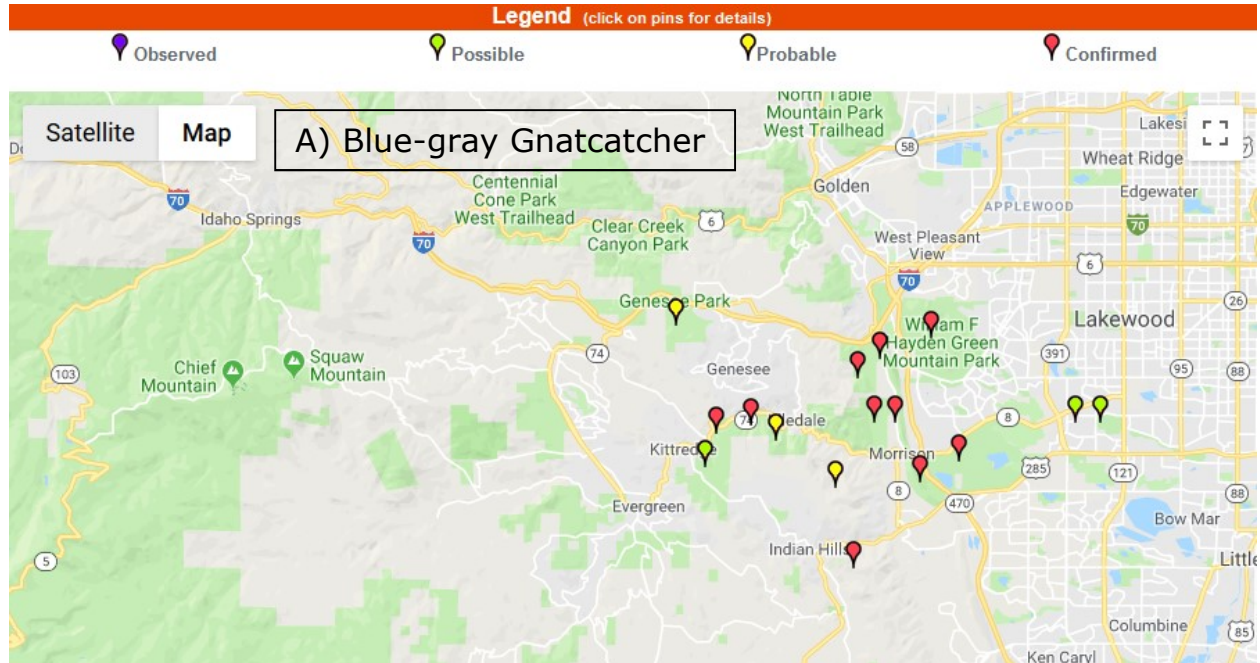 Legend (click on pins for details)
Observed
Possible
Probable
Confirmed
Satellite
Map
A) Blue-gray Gnatcatcher
North Table
Mountain Park
West Trailhead
58
Lakesi
Wheat Ridge
Edgewater
APPLEWOOD
70
Golden
Centennial
Cone Park
West Trailhead
Clear Creek
Canyon Park
6
70
Idaho Springs
70
West Pleasant
View
6
70
26
Genesee Park
Lakewood
William F
Hayden Green
Mountain Park
74
391
95
88
103
Chief
Mountain
Squaw
Mountain
Genesee
74
Idledale
8
Kittredge
Morrison
285
121
8
470
88
Evergreen
Bow Mar
Indian Hills
5
Little
Columbine
85
Ken Caryl